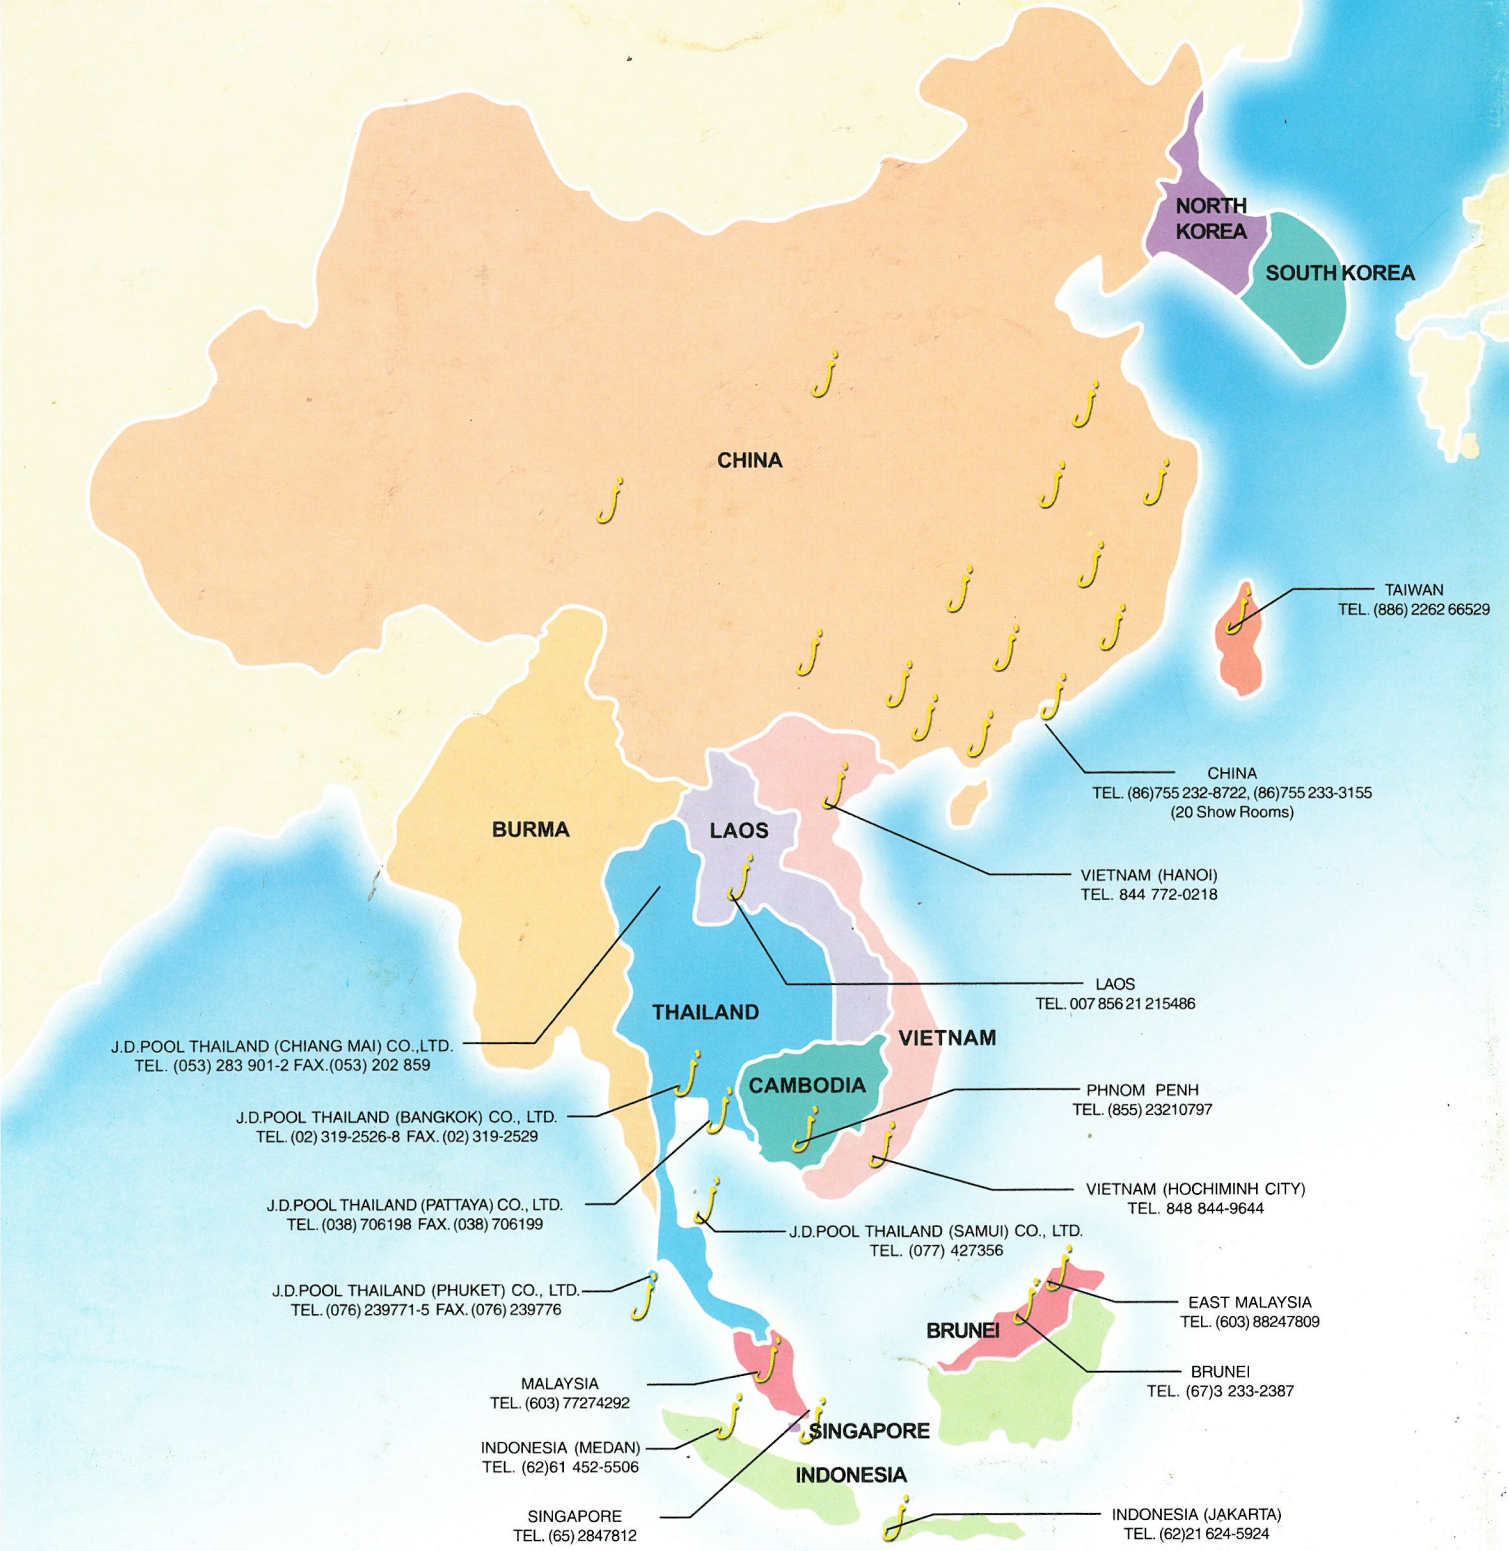 NORTH
KOREA
SOUTH KOREA
CHINA
TAIWAN
TEL. (886) 2262 66529
CHINA
TEL. (86)755 232-8722, (86)755 233-3155
(20 Show Rooms)
BURMA
LAOS
VIETNAM (HANOI)
TEL. 844 772-0218
LAOS
TEL. 007 856 21 215486
THAILAND
VIETNAM
J.D.POOL THAILAND (CHIANG MAI) CO.,LTD.
TEL. (053) 283 901-2 FAX.(053) 202 859
CAMBODIA
PHNOM PENH
TEL. (855) 23210797
J.D.POOL THAILAND (BANGKOK) CO., LTD.
TEL. (02) 319-2526-8 FAX. (02) 319-2529
VIETNAM (HOCHIMINH CITY)
TEL. 848 844-9644
J.D.POOL THAILAND (PATTAYA) CO., LTD.
TEL. (038) 706198 FAX. (038) 706199
J.D.POOL THAILAND (SAMUI) CO., LTD.
TEL. (077) 427356
J.D.POOL THAILAND (PHUKET) CO., LTD.
TEL. (076) 239771-5 FAX. (076) 239776
EAST MALAYSIA
TEL. (603) 88247809
BRUNEI
BRUNEI
TEL. (67)3 233-2387
MALAYSIA
TEL. (603) 77274292
SINGAPORE
INDONESIA (MEDAN)
TEL. (62)61 452-5506
INDONESIA
SINGAPORE
TEL. (65) 2847812
INDONESIA (JAKARTA)
TEL. (62)21 624-5924